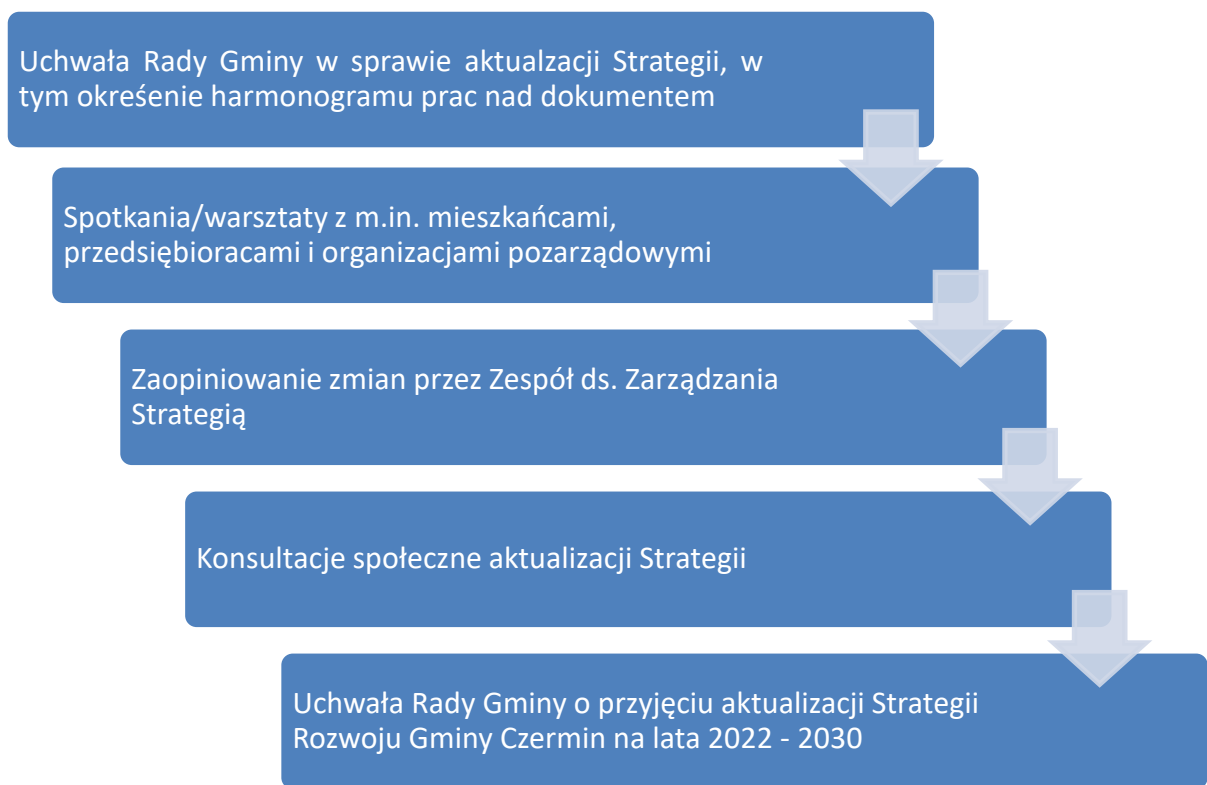 Uchwała Rady Gminy w sprawie aktualzacji Strategii, w
tym okreśenie harmonogramu prac nad dokumentem
Spotkania/warsztaty z m.in. mieszkańcami,
przedsiębioracami i organizacjami pozarządowymi
Zaopiniowanie zmian przez Zespół ds. Zarządzania
Strategią
Konsultacje społeczne aktualizacji Strategii
Uchwała Rady Gminy o przyjęciu aktualizacji Strategii
Rozwoju Gminy Czermin na lata 2022 - 2030